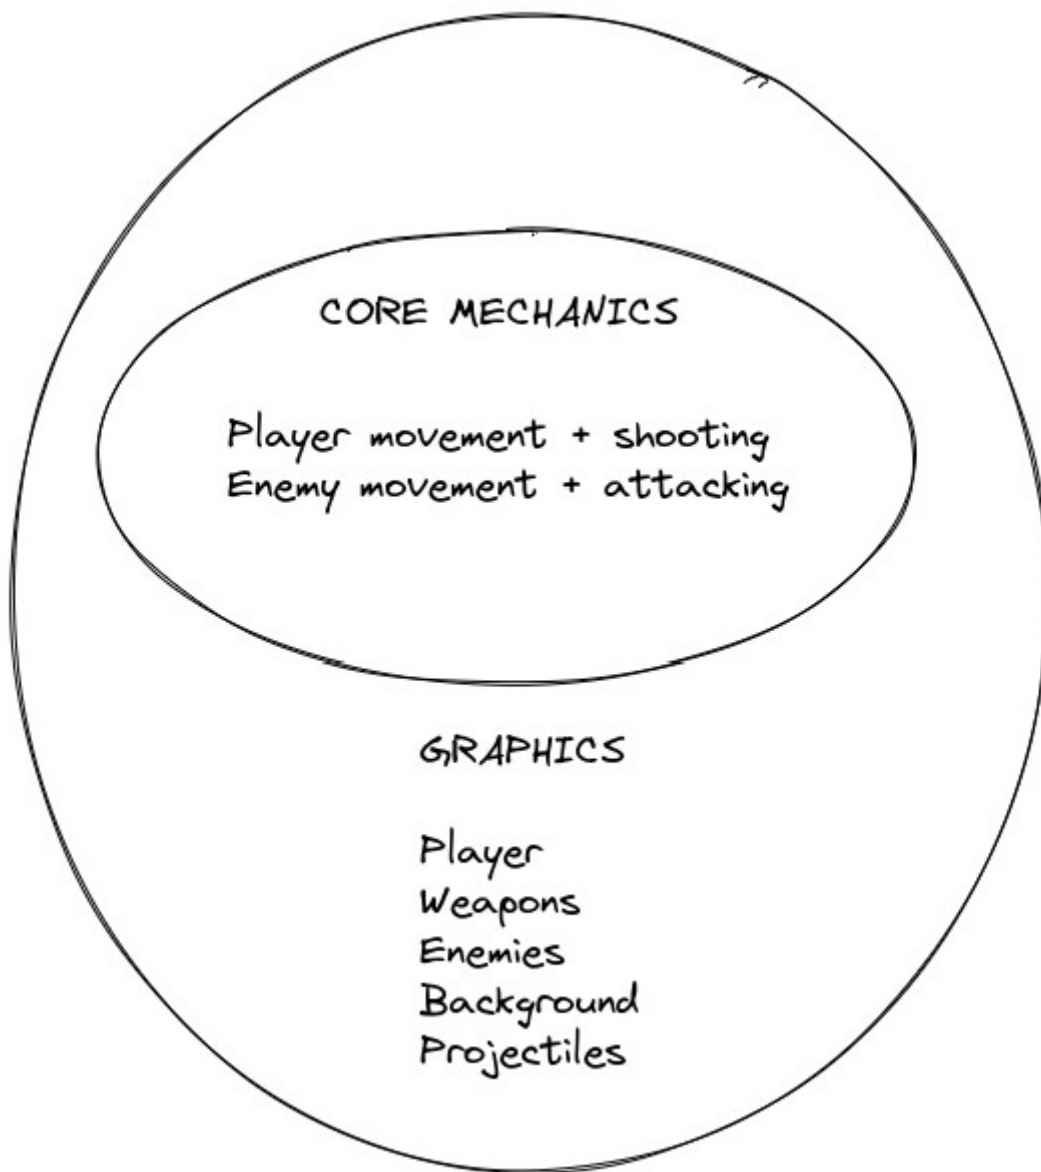 CORE MECHANICS
Player movement + shooting
Enemy movement + attacking
GRAPHICS
Player
Weapons
Enemies
Background
Projectiles